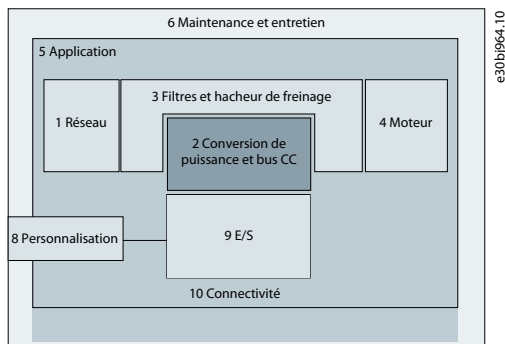 6 Maintenance et entretien
5 Application
3 Filtres et hacheur de freinage
1 Réseau
4 Moteur
2 Conversion de
puissance et bus CC
8 Personnalisation
9 E/S
10 Connectivité
e30bi964.10